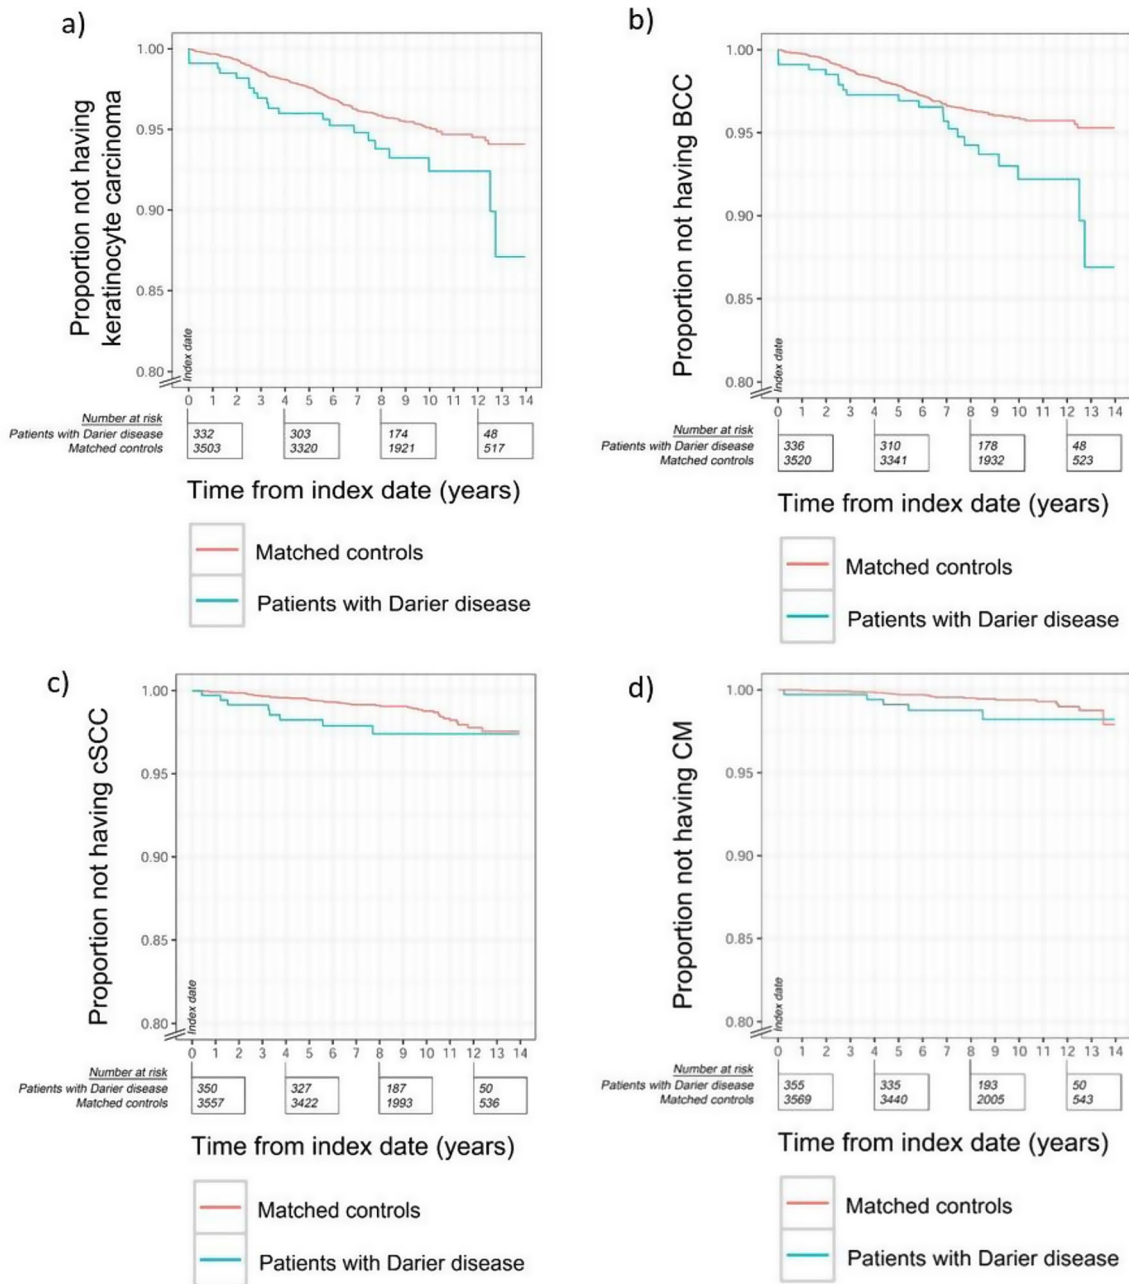 a)
Proportion not having
keratinocyte carcinoma
1.00
0.95
0.90
0.85
0.80
Index date
0 1 2 3 4 5 6 7 8 9 10 11 12 13 14
Number at risk
Patients with Darier disease 332 303 174 48
Matched controls 3503 3320 1921 517
Time from index date (years)
Matched controls
Patients with Darier disease
b)
Proportion not having BCC
1.00
0.95
0.90
0.85
0.80
Index date
0 1 2 3 4 5 6 7 8 9 10 11 12 13 14
Number at risk
Patients with Darier disease 336 310 178 48
Matched controls 3520 3341 1932 523
Time from index date (years)
Matched controls
Patients with Darier disease
c)
Proportion not having cSCC
1.00
0.95
0.90
0.85
0.80
Index date
0 1 2 3 4 5 6 7 8 9 10 11 12 13 14
Number at risk
Patients with Darier disease 350 327 187 50
Matched controls 3557 3422 1993 536
Time from index date (years)
Matched controls
Patients with Darier disease
d)
Proportion not having CM
1.00
0.95
0.90
0.85
0.80
Index date
0 1 2 3 4 5 6 7 8 9 10 11 12 13 14
Number at risk
Patients with Darier disease 355 335 193 50
Matched controls 3569 3440 2005 543
Time from index date (years)
Matched controls
Patients with Darier disease